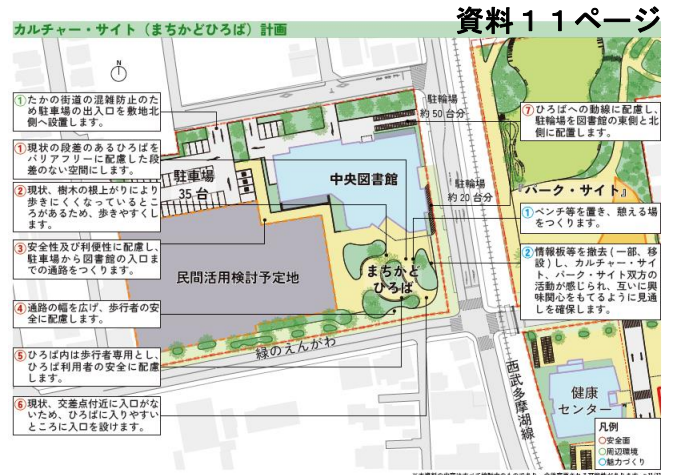 資料11ページ
カルチャー・サイト(まちかどひろば)計画
N
①たかの街道の混雑防止のた
め駐車場の出入口を敷地北
側へ設置します。
①現状の段差のあるひろばを
バリアフリーに配慮した段
差のない空間にします。
②現状、樹木の根上がりにより
歩きにくくなっているとこ
ろがあるため、歩きやすくし
ます。
③安全性及び利便性に配慮し、
駐車場から図書館の入口ま
での通路をつくります。
④通路の幅を広げ、歩行者の安
全に配慮します。
⑤ひろば内は歩行者専用とし、
ひろば利用者の安全に配慮
します。
⑥現状、交差点付近に入口がな
いため、ひろばに入りやすい
ところに入口を設けます。
駐車場
35台
中央図書館
民間活用検討予定地
まちかど
ひろば
緑のえんがわ
駐輪場
約50台分
駐輪場
約20台分
『パーク・サイト』
西武多摩湖線
健康
センター
⑦ひろばへの動線に配慮し、
駐輪場を図書館の東側と北
側に配置します。
①ベンチ等を置き、憩える場
をつくります。
②情報板等を撤去(一部、移
設)し、カルチャー・サイ
ト、パーク・サイト双方の
活動が感じられ、互いに興
味関心をもてるように見通
しを確保します。
凡例
○安全面
○周辺環境
○魅力づくり